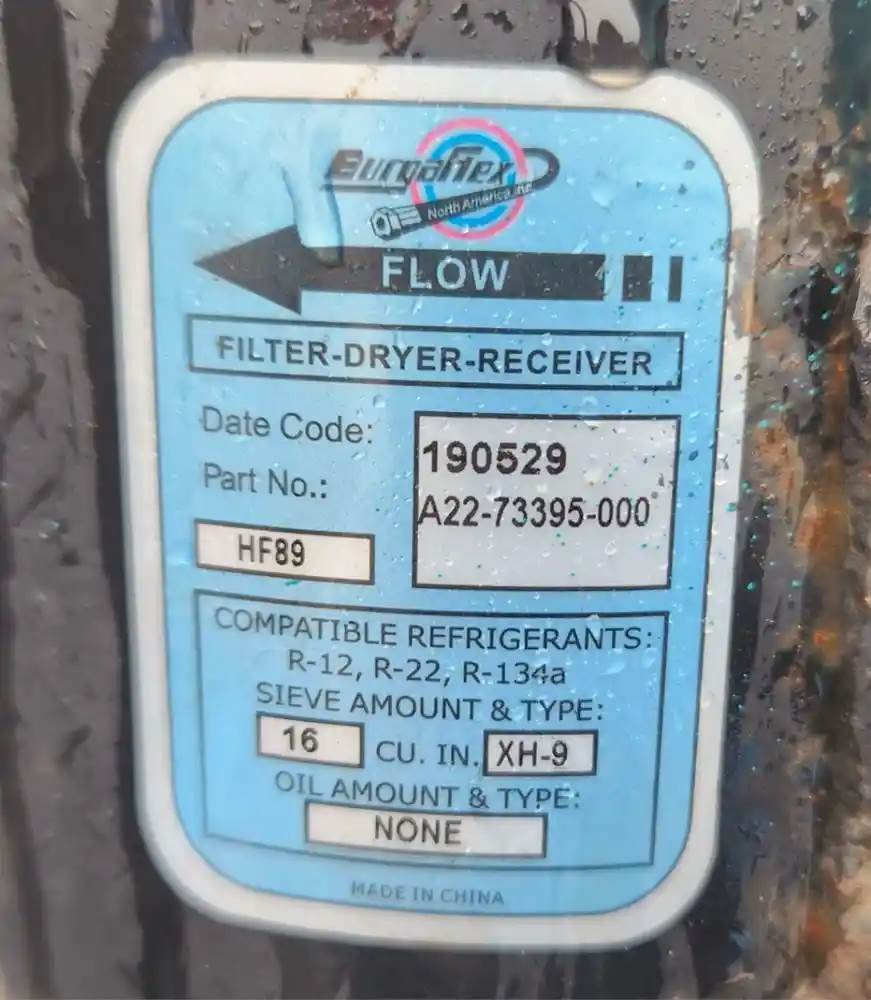 Euroflex
North America, Inc.
FLOW
FILTER-DRYER-RECEIVER
Date Code: 190529
Part No.: A22-73395-000
HF89
COMPATIBLE REFRIGERANTS:
R-12, R-22, R-134a
SIEVE AMOUNT & TYPE:
16 CU. IN. XH-9
OIL AMOUNT & TYPE:
NONE
MADE IN CHINA